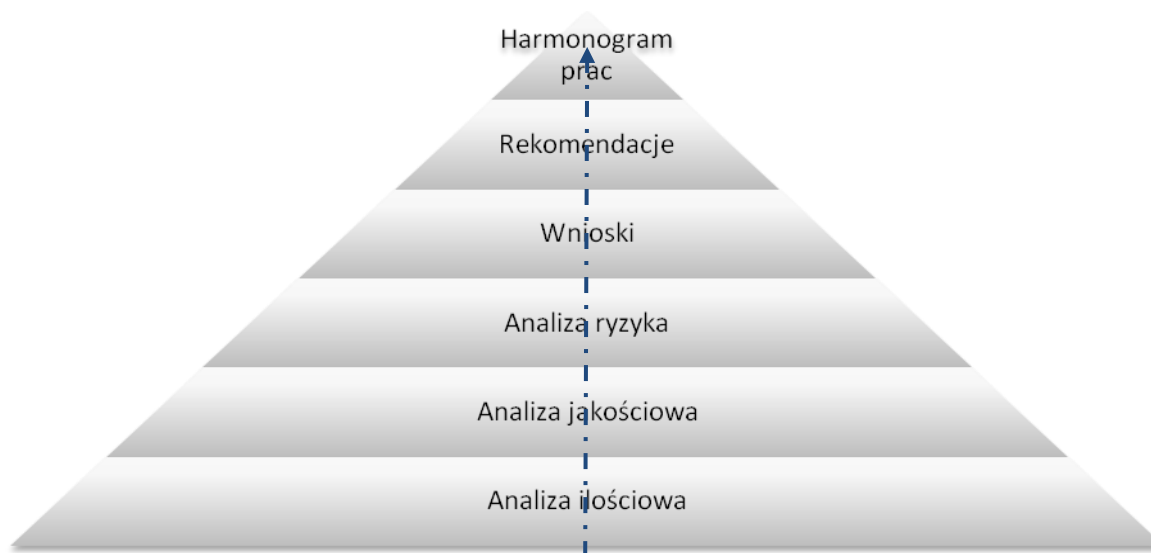 Harmonogram
prac
Rekomendacje
Wnioski
Analiza ryzyka
Analiza jakościowa
Analiza ilościowa